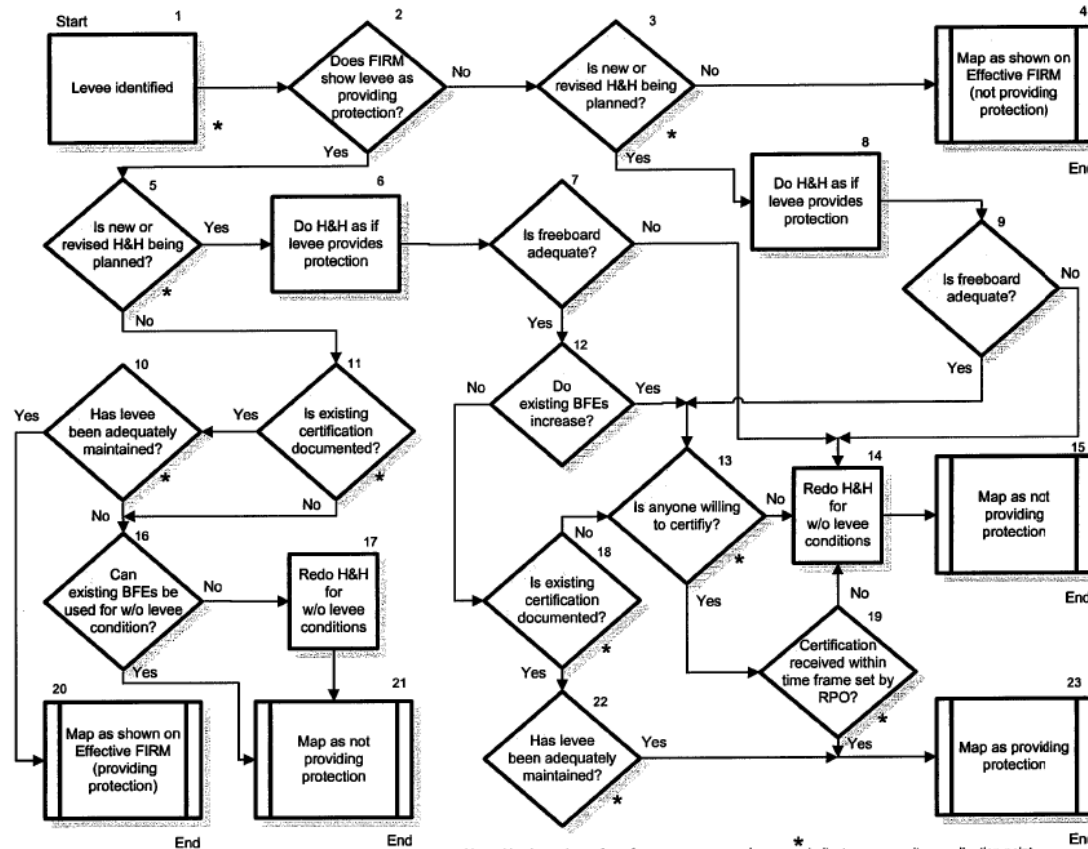 Start
1
Levee identified
*
2
Does FIRM
show levee as
providing
protection?
No
Yes
3
Is new or
revised H&H being
planned?
*
No
Yes
4
Map as shown on
Effective FIRM
(not providing
protection)
End
5
Is new or
revised H&H being
planned?
*
Yes
No
6
Do H&H as if
levee provides
protection
7
Is freeboard
adequate?
No
Yes
8
Do H&H as if
levee provides
protection
9
Is freeboard
adequate?
No
Yes
10
Has levee
been adequately
maintained?
*
Yes
No
11
Is existing
certification
documented?
*
Yes
No
12
Do
existing BFEs
increase?
No
Yes
13
Is anyone willing
to certifiy?
*
No
Yes
14
Redo H&H
for
w/o levee
conditions
15
Map as not
providing
protection
End
16
Can
existing BFEs be
used for w/o levee
condition?
No
Yes
17
Redo H&H
for
w/o levee
conditions
18
Is existing
certification
documented?
*
No
Yes
19
Certification
received within
time frame set by
RPO?
*
No
Yes
20
Map as shown on
Effective FIRM
(providing
protection)
End
21
Map as not
providing
protection
End
22
Has levee
been adequately
maintained?
*
Yes
23
Map as providing
protection
End
*